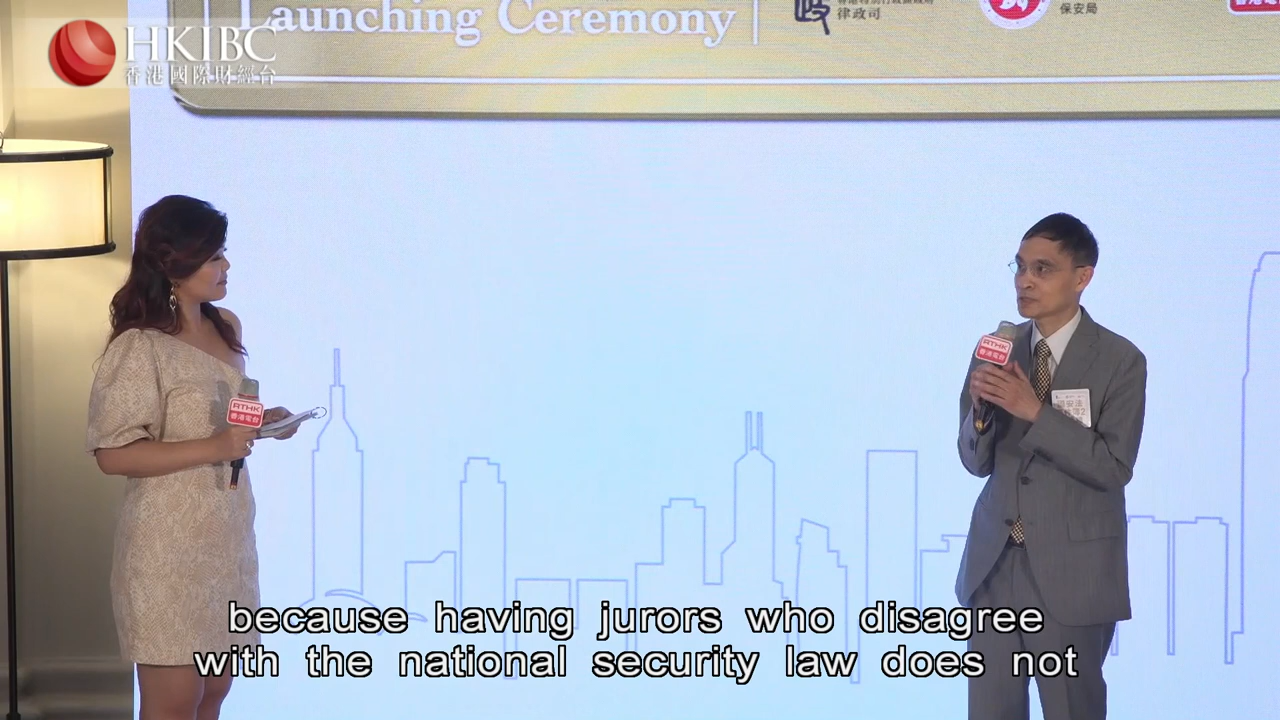 HKIBC
香港國際財經台
Launching Ceremony
律政司
保安局
RTHK
香港電台
RTHK
香港電台
because having jurors who disagree
with the national security law does not